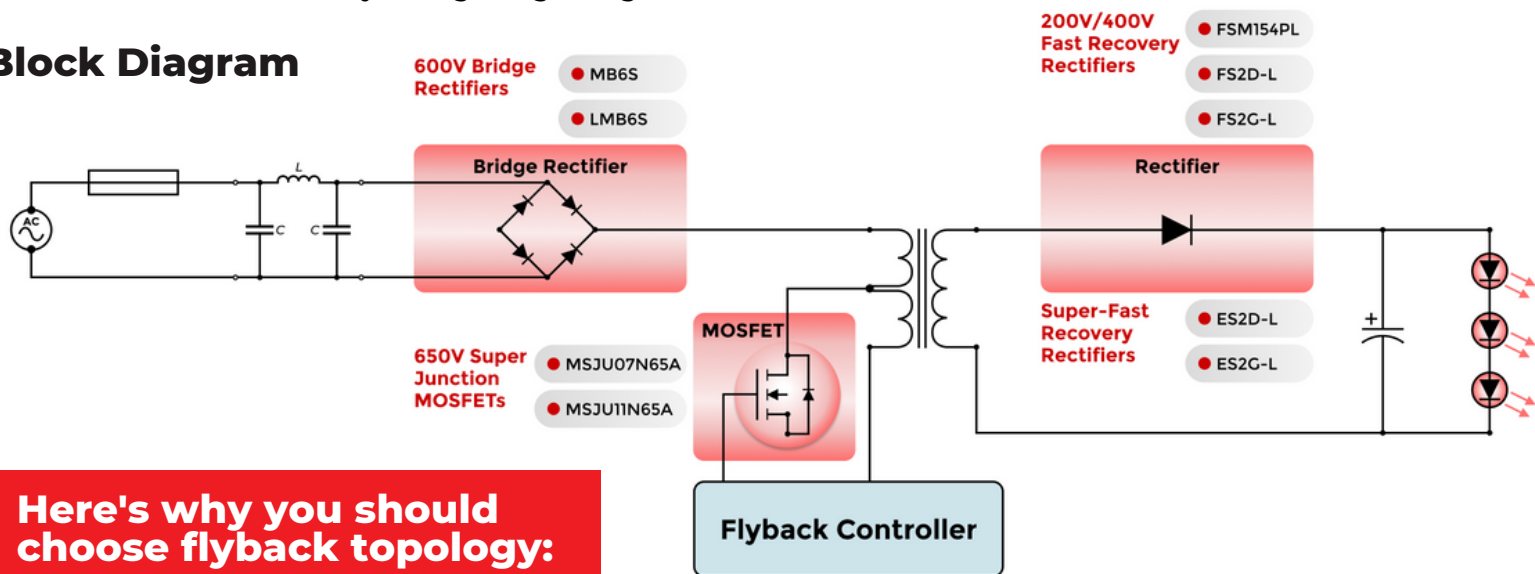 Block Diagram
600V Bridge
Rectifiers
MB6S
LMB6S
200V/400V
Fast Recovery
Rectifiers
FSM154PL
FS2D-L
FS2G-L
Bridge Rectifier
Rectifier
L
AC
C
C
MOSFET
650V Super
Junction
MOSFETs
MSJU07N65A
MSJU11N65A
Super-Fast
Recovery
Rectifiers
ES2D-L
ES2G-L
+
Flyback Controller
Here's why you should
choose flyback topology: